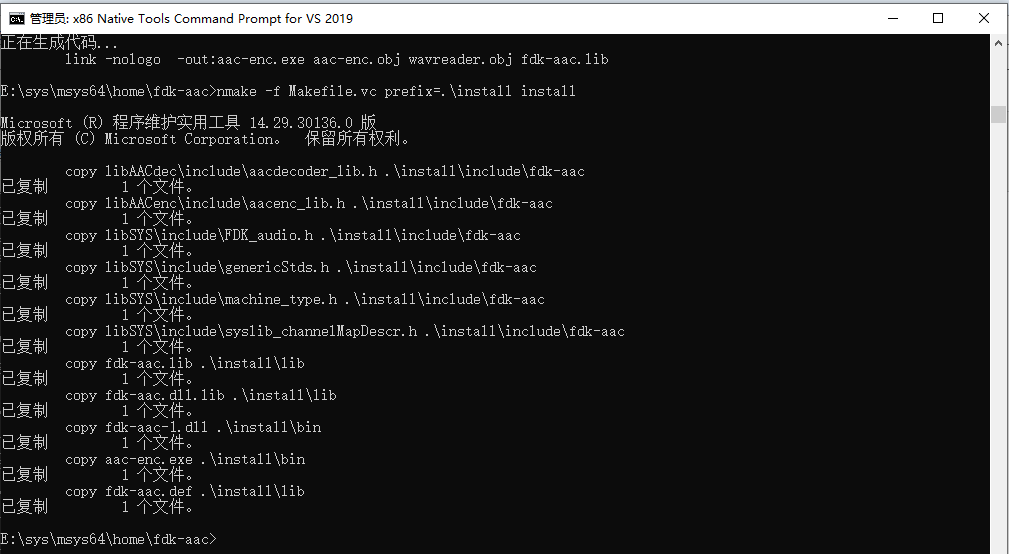 管理员: x86 Native Tools Command Prompt for VS 2019
正在生成代码...
link -nologo  -out:aac-enc.exe aac-enc.obj wavreader.obj fdk-aac.lib
E:\sys\msys64\home\fdk-aac>nmake -f Makefile.vc prefix=.\install install
Microsoft (R) 程序维护实用工具 14.29.30136.0 版
版权所有 (C) Microsoft Corporation。  保留所有权利。
copy libAACdec\include\aacdecoder_lib.h .\install\include\fdk-aac
已复制         1 个文件。
copy libAACenc\include\aacenc_lib.h .\install\include\fdk-aac
已复制         1 个文件。
copy libSYS\include\FDK_audio.h .\install\include\fdk-aac
已复制         1 个文件。
copy libSYS\include\genericStds.h .\install\include\fdk-aac
已复制         1 个文件。
copy libSYS\include\machine_type.h .\install\include\fdk-aac
已复制         1 个文件。
copy libSYS\include\syslib_channelMapDescr.h .\install\include\fdk-aac
已复制         1 个文件。
copy fdk-aac.lib .\install\lib
已复制         1 个文件。
copy fdk-aac.dll.lib .\install\lib
已复制         1 个文件。
copy fdk-aac-1.dll .\install\bin
已复制         1 个文件。
copy aac-enc.exe .\install\bin
已复制         1 个文件。
copy fdk-aac.def .\install\lib
已复制         1 个文件。
E:\sys\msys64\home\fdk-aac>